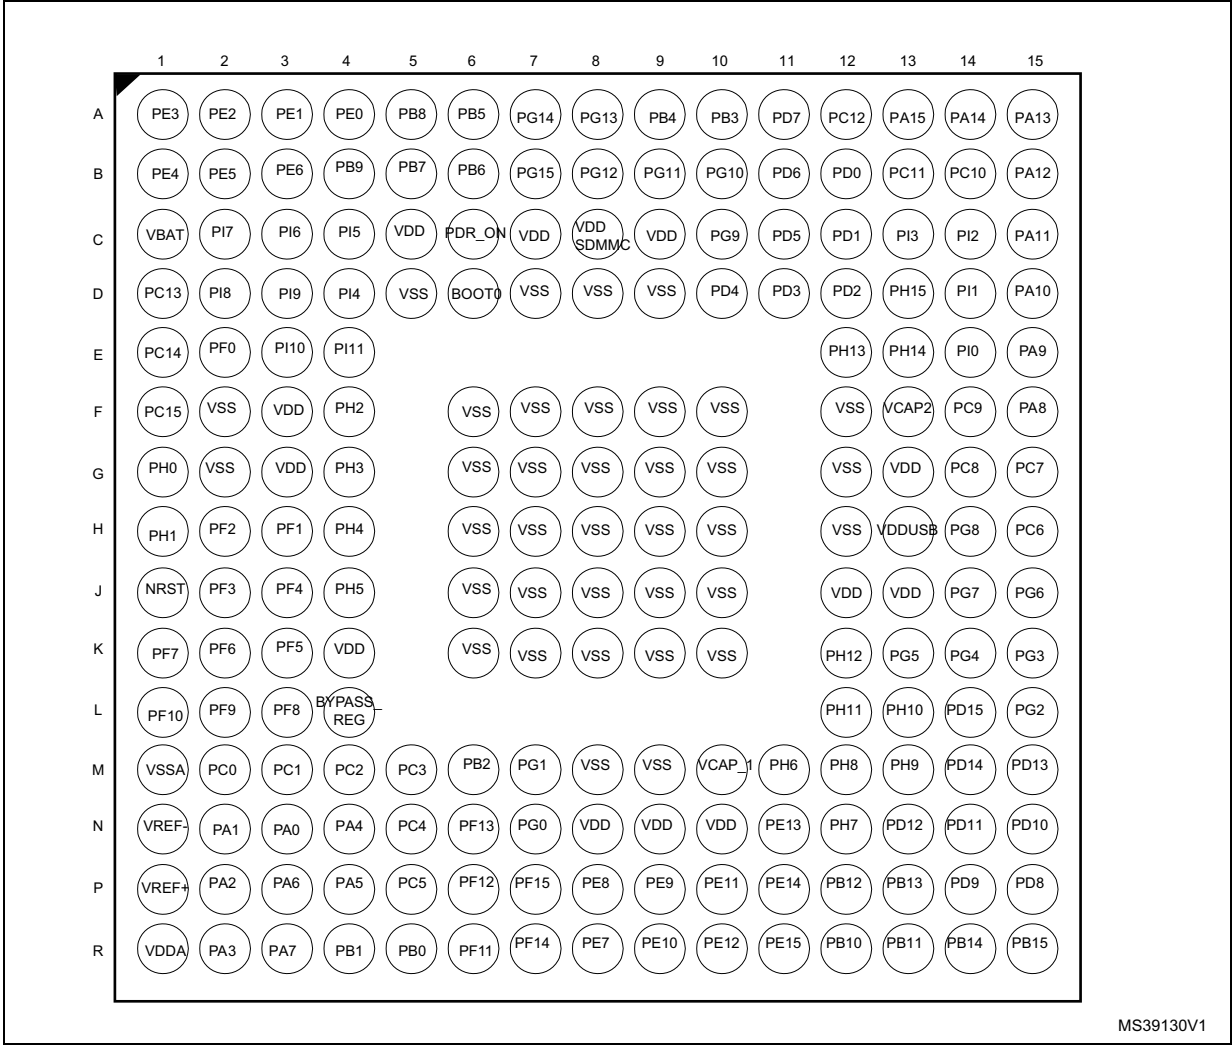 1 2 3 4 5 6 7 8 9 10 11 12 13 14 15
A PE3 PE2 PE1 PE0 PB8 PB5 PG14 PG13 PB4 PB3 PD7 PC12 PA15 PA14 PA13
B PE4 PE5 PE6 PB9 PB7 PB6 PG15 PG12 PG11 PG10 PD6 PD0 PC11 PC10 PA12
C VBAT PI7 PI6 PI5 VDD PDR_ON VDD VDD SDMMC VDD PG9 PD5 PD1 PI3 PI2 PA11
D PC13 PI8 PI9 PI4 VSS BOOT0 VSS VSS VSS PD4 PD3 PD2 PH15 PI1 PA10
E PC14 PF0 PI10 PI11 PH13 PH14 PI0 PA9
F PC15 VSS VDD PH2 VSS VSS VSS VSS VSS VSS VCAP2 PC9 PA8
G PH0 VSS VDD PH3 VSS VSS VSS VSS VSS VSS VDD PC8 PC7
H PH1 PF2 PF1 PH4 VSS VSS VSS VSS VSS VSS VDDUSB PG8 PC6
J NRST PF3 PF4 PH5 VSS VSS VSS VSS VSS VDD VDD PG7 PG6
K PF7 PF6 PF5 VDD VSS VSS VSS VSS VSS PH12 PG5 PG4 PG3
L PF10 PF9 PF8 BYPASS_ REG PH11 PH10 PD15 PG2
M VSSA PC0 PC1 PC2 PC3 PB2 PG1 VSS VSS VCAP_1 PH6 PH8 PH9 PD14 PD13
N VREF- PA1 PA0 PA4 PC4 PF13 PG0 VDD VDD VDD PE13 PH7 PD12 PD11 PD10
P VREF+ PA2 PA6 PA5 PC5 PF12 PF15 PE8 PE9 PE11 PE14 PB12 PB13 PD9 PD8
R VDDA PA3 PA7 PB1 PB0 PF11 PF14 PE7 PE10 PE12 PE15 PB10 PB11 PB14 PB15
MS39130V1